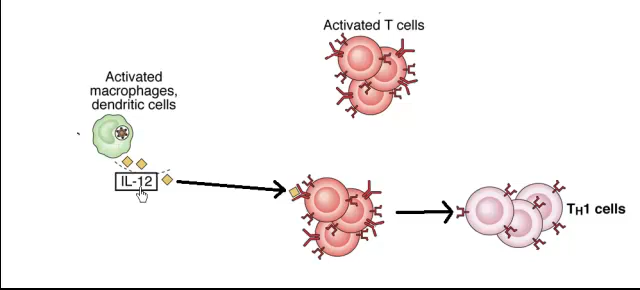 Activated T cells
Activated
macrophages,
dendritic cells
IL-12
TH1 cells